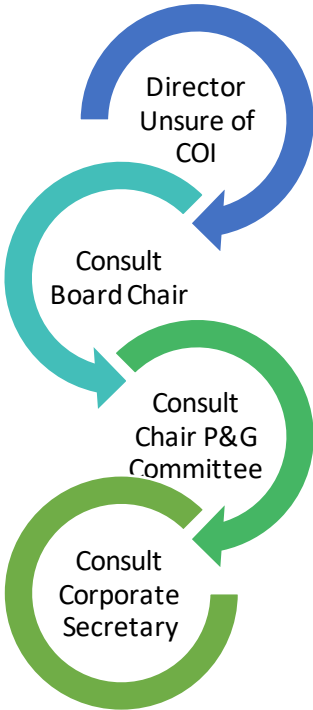 Director
Unsure of
COI
Consult
Board Chair
Consult
Chair P&G
Committee
Consult
Corporate
Secretary